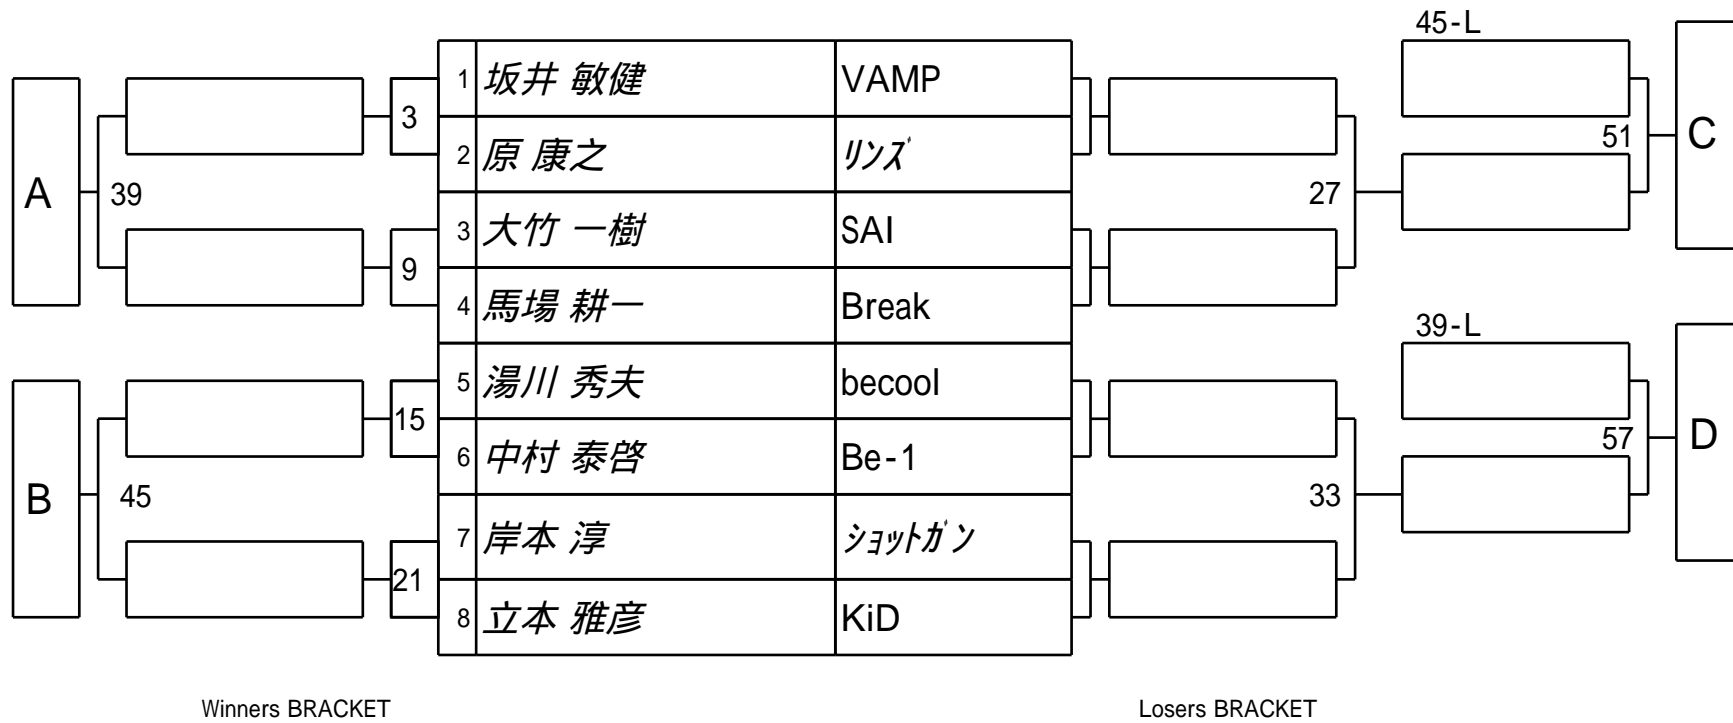 45-L
1 坂井 敏健 VAMP
3
51
C
2 原 康之 ﾘﾝｽﾞ
A
39
27
3 大竹 一樹 SAI
9
4 馬場 耕一 Break
39-L
5 湯川 秀夫 becool
15
57
D
6 中村 泰啓 Be-1
B
45
33
7 岸本 淳 ｼｮｯﾄｶﾞﾝ
21
8 立本 雅彦 KiD
Winners BRACKET
Losers BRACKET